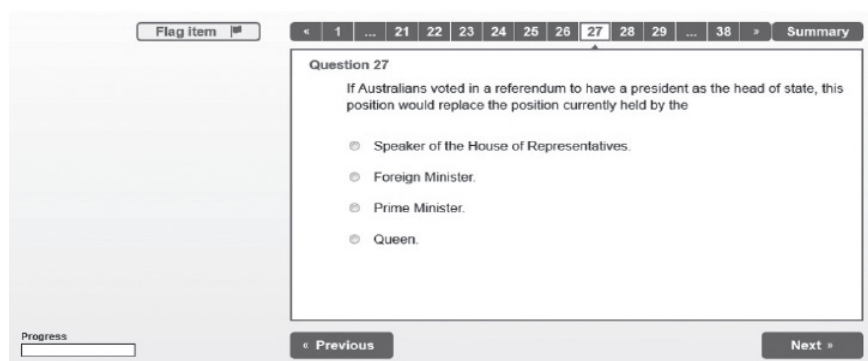 Flag item
« 1 ... 21 22 23 24 25 26 27 28 29 ... 38 » Summary
Question 27
If Australians voted in a referendum to have a president as the head of state, this
position would replace the position currently held by the
Speaker of the House of Representatives.
Foreign Minister.
Prime Minister.
Queen.
Progress
« Previous
Next »